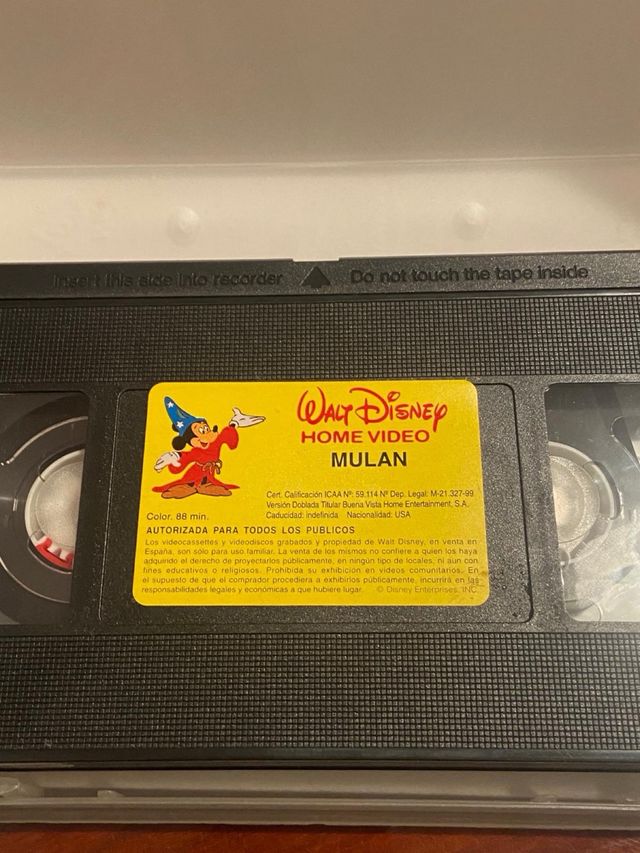 Insert this side into recorder ▲ Do not touch the tape inside
WALT DISNEY
HOME VIDEO
MULAN
Cert. Calificación ICAA Nº: 59.114 Nº Dep. Legal: M-21.327-99
Versión Doblada Titular Buena Vista Home Entertainment, S.A.
Color. 88 min. Caducidad: Indefinida Nacionalidad: USA
AUTORIZADA PARA TODOS LOS PUBLICOS
Los videocassettes y videodiscos grabados y propiedad de Walt Disney, en venta en
España, son sólo para uso familiar. La venta de los mismos no confiere a quien los haya
adquirido el derecho de proyectarlos públicamente, en ningún tipo de locales, ni aún con
fines educativos o religiosos. Prohibida su exhibición en videos comunitarios. En
el supuesto de que el comprador procediera a exhibirlos públicamente, incurrirá en las
responsabilidades legales y económicas a que hubiere lugar. © Disney Enterprises, INC.